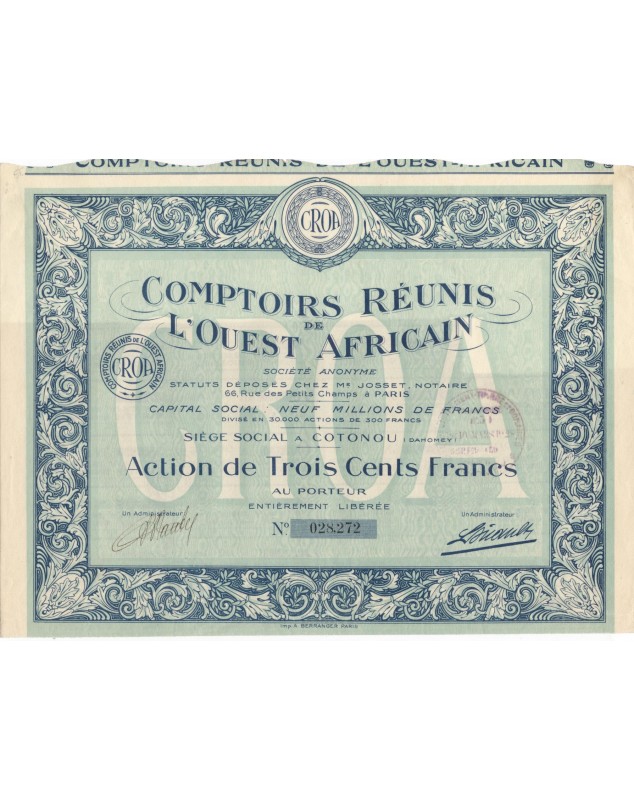 COMPTOIRS RÉUNIS DE L'OUEST-AFRICAIN
CROA
COMPTOIRS RÉUNIS
DE
L'OUEST AFRICAIN
COMPTOIRS RÉUNIS DE L'OUEST AFRICAIN
CROA
CROA
SOCIÉTÉ ANONYME
STATUTS DÉPOSÉS CHEZ Me JOSSET, NOTAIRE
66, Rue des Petits Champs à PARIS
CAPITAL SOCIAL: NEUF MILLIONS DE FRANCS
DIVISÉ EN 30.000 ACTIONS DE 300 FRANCS
SIÈGE SOCIAL A COTONOU (DAHOMEY)
Action de Trois Cents Francs
AU PORTEUR
ENTIÈREMENT LIBÉRÉE
Un Administrateur
Un Administrateur
No. 028.272
Imp. A. BERRANGER PARIS